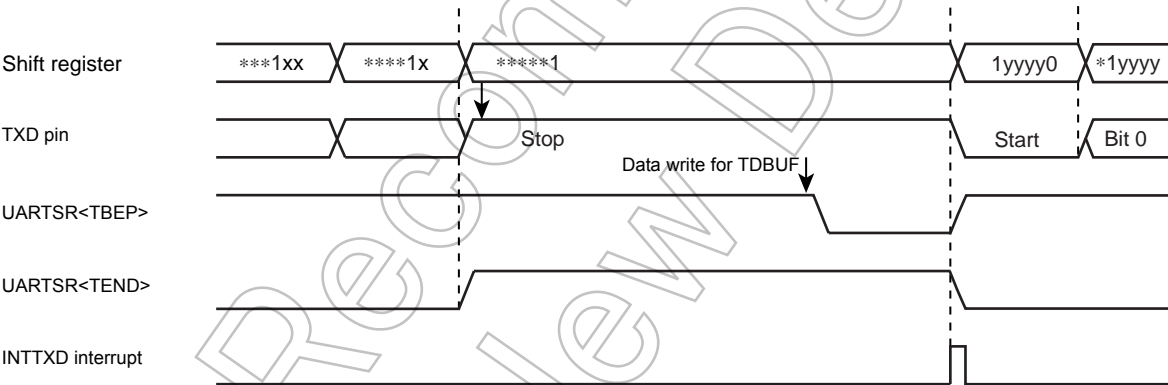 Shift register ***1xx ****1x *****1 1yyyy0 *1yyyy
TXD pin Stop Start Bit 0
Data write for TDBUF
UARTSR<TBEP>
UARTSR<TEND>
INTTXD interrupt